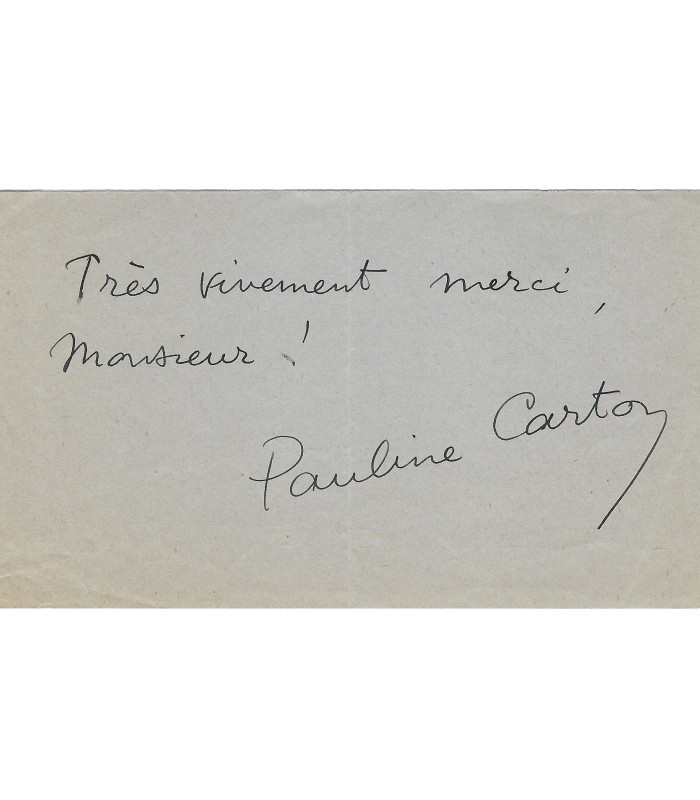 Très vivement merci,
Monsieur !
Pauline Carton